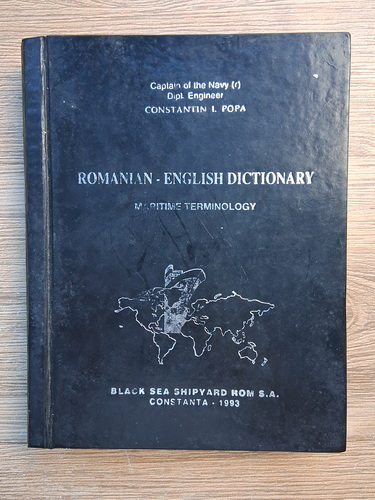 Captain of the Navy (r)
Dipl. Engineer
CONSTANTIN I. POPA
ROMANIAN - ENGLISH DICTIONARY
MARITIME TERMINOLOGY
BLACK SEA SHIPYARD ROM S.A.
CONSTANTA - 1993